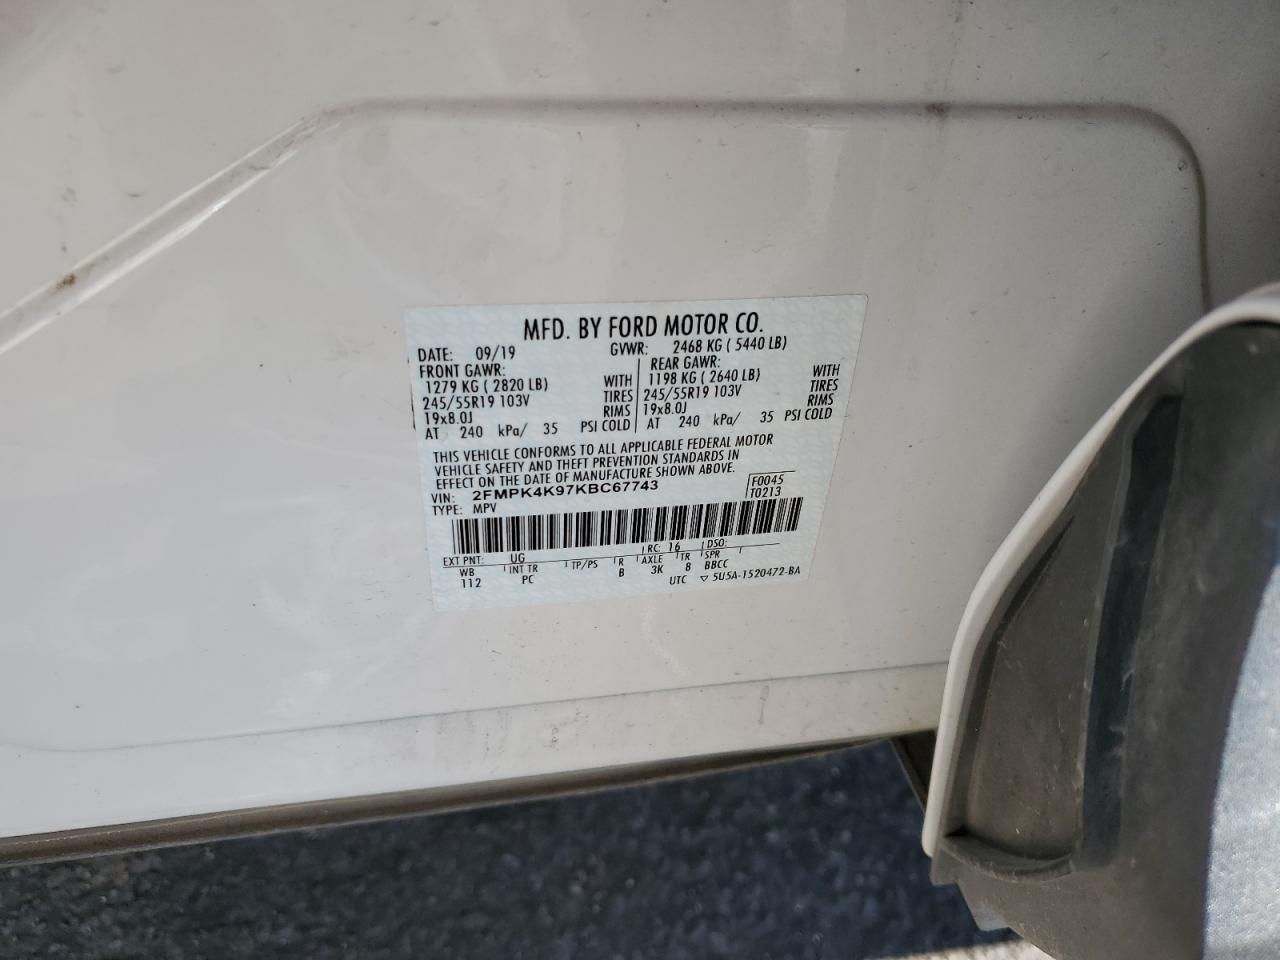 MFD. BY FORD MOTOR CO.
DATE: 09/19 GVWR: 2468 KG ( 5440 LB)
FRONT GAWR: REAR GAWR:
1279 KG ( 2820 LB) WITH 1198 KG ( 2640 LB) WITH
245/55R19 103V TIRES 245/55R19 103V TIRES
19x8.0J RIMS 19x8.0J RIMS
AT 240 kPa/ 35 PSI COLD AT 240 kPa/ 35 PSI COLD
THIS VEHICLE CONFORMS TO ALL APPLICABLE FEDERAL MOTOR
VEHICLE SAFETY AND THEFT PREVENTION STANDARDS IN
EFFECT ON THE DATE OF MANUFACTURE SHOWN ABOVE.
VIN: 2FMPK4K97KBC67743 F0045
TYPE: MPV T0213
EXT PNT: UG RC: 16 DSO:
WB INT TR TP/PS R AXLE TR SPR
112 PC B 3K 8 BBCC
UTC ▽ 5U5A-1520472-BA